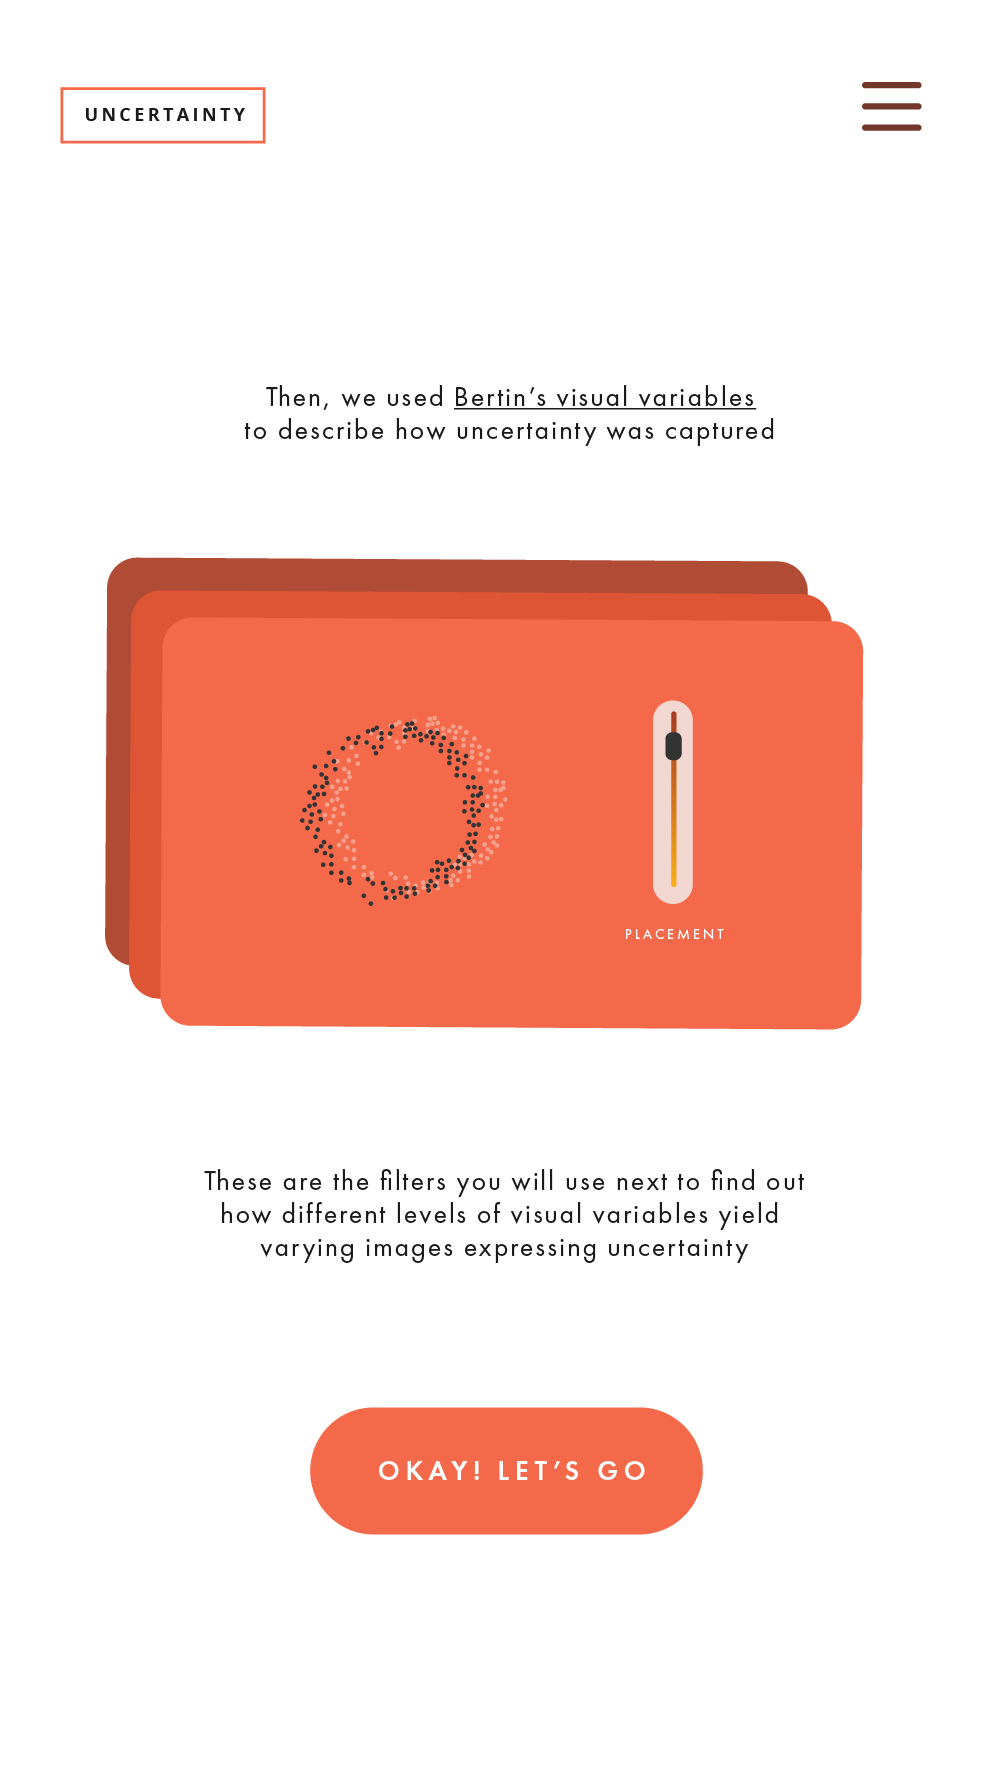 UNCERTAINTY
Then, we used Bertin’s visual variables
to describe how uncertainty was captured
PLACEMENT
These are the filters you will use next to find out
how different levels of visual variables yield
varying images expressing uncertainty
OKAY! LET’S GO